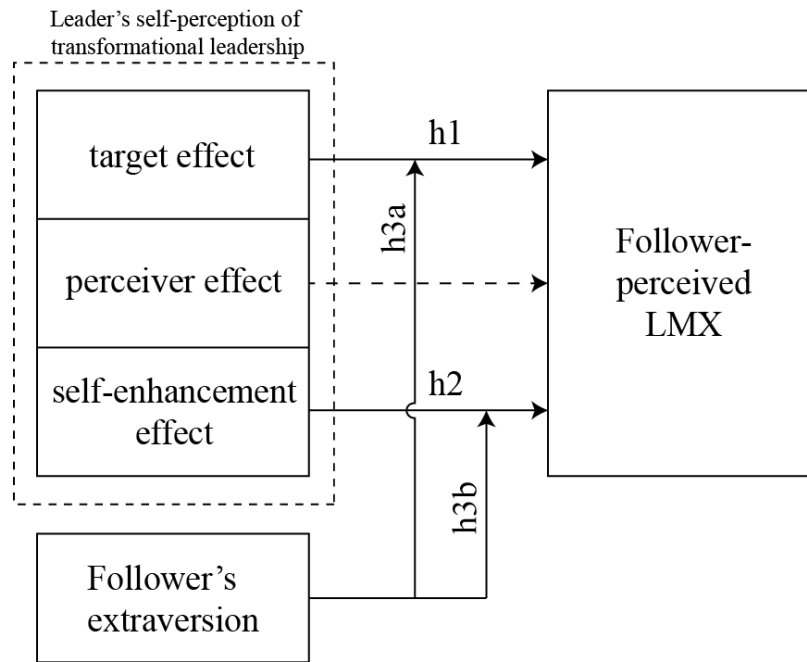 Leader's self-perception of
transformational leadership
target effect
h1
h3a
perceiver effect
Follower-
perceived
LMX
self-enhancement
effect
h2
h3b
Follower's
extraversion